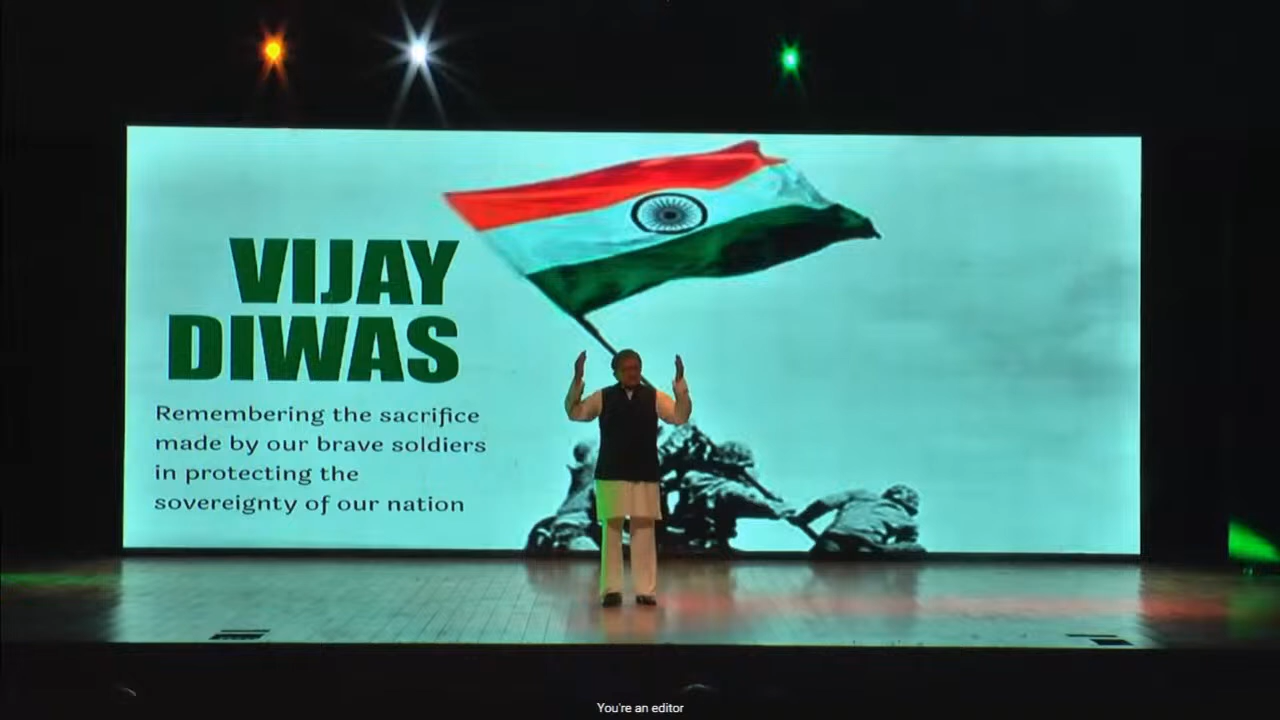 VIJAY
DIWAS
Remembering the sacrifice
made by our brave soldiers
in protecting the
sovereignty of our nation
You're an editor